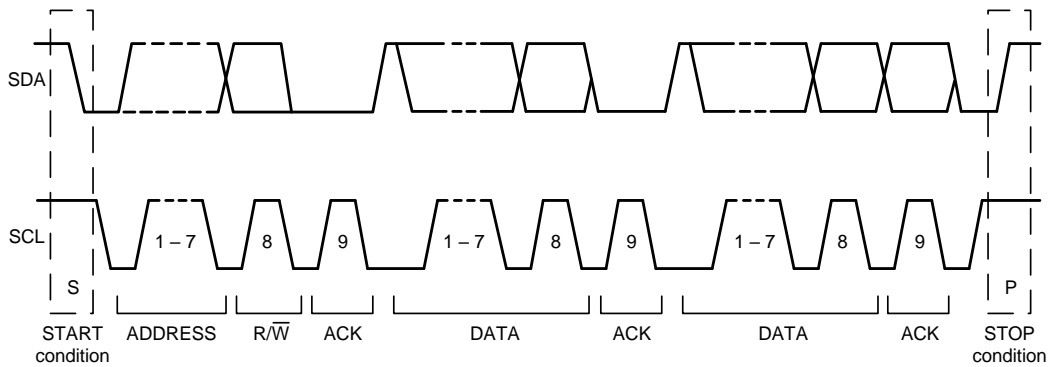 SDA
SCL
1 – 7
8
9
1 – 7
8
9
1 – 7
8
9
S
P
START
condition
ADDRESS
R/W̅
ACK
DATA
ACK
DATA
ACK
STOP
condition